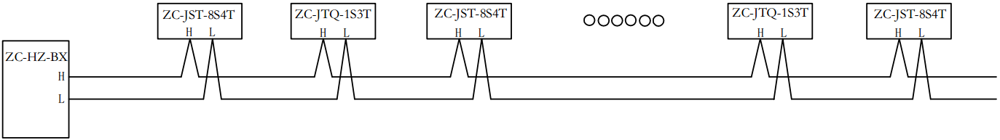 ZC-JST-8S4T ZC-JTQ-1S3T ZC-JST-8S4T ZC-JTQ-1S3T ZC-JST-8S4T
H L H L H L H L H L
ZC-HZ-BX
H
L